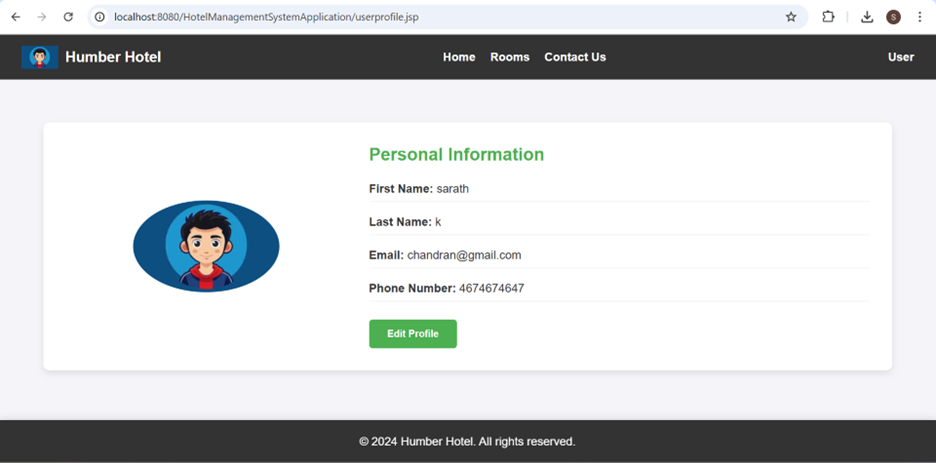 localhost:8080/HotelManagementSystemApplication/userprofile.jsp
S
Humber Hotel Home Rooms Contact Us User
Personal Information
First Name: sarath
Last Name: k
Email: chandran@gmail.com
Phone Number: 4674674647
Edit Profile
© 2024 Humber Hotel. All rights reserved.